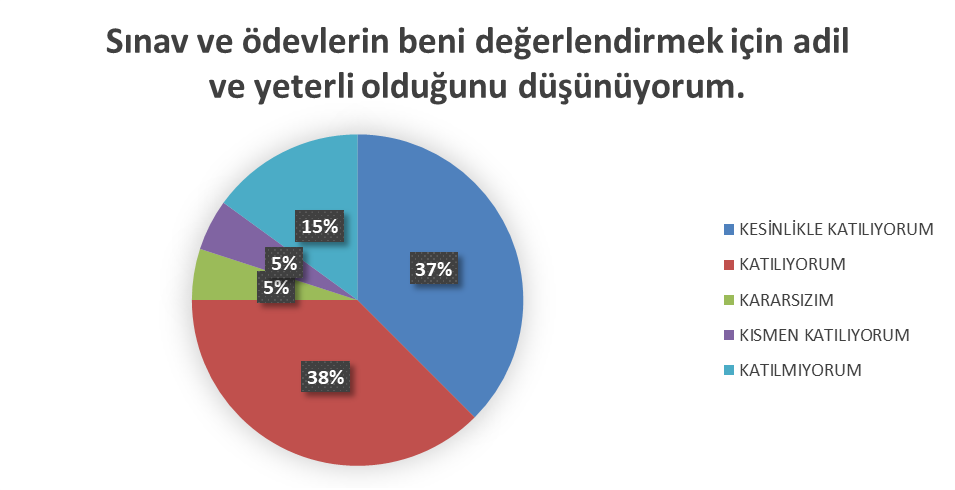 Sınav ve ödevlerin beni değerlendirmek için adil
ve yeterli olduğunu düşünüyorum.
15%
5%
5%
37%
38%
KESİNLİKLE KATILIYORUM
KATILIYORUM
KARARSIZIM
KISMEN KATILIYORUM
KATILMIYORUM